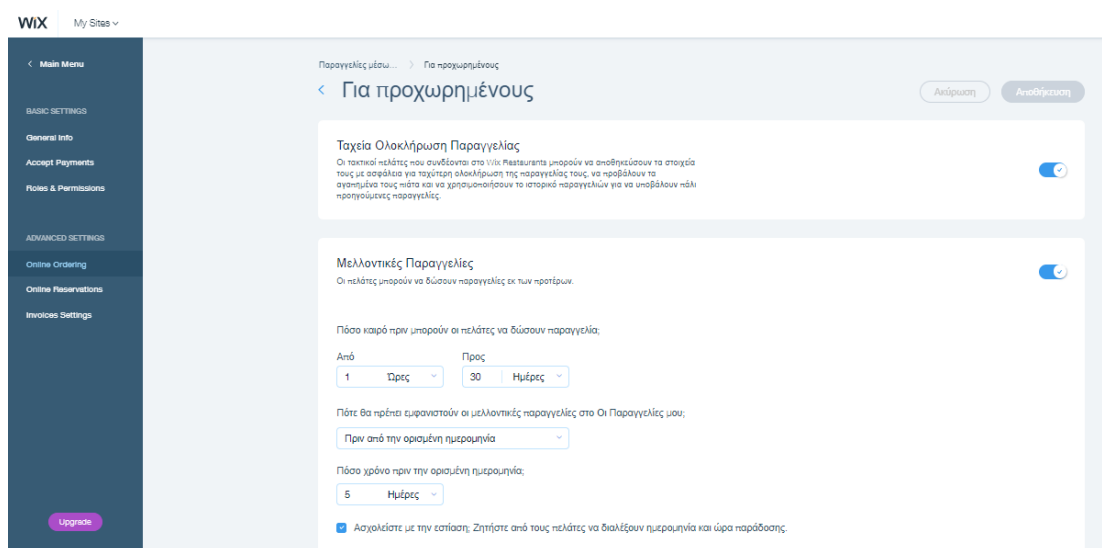 WiX
My Sites
Main Menu
BASIC SETTINGS
General Info
Accept Payments
Roles & Permissions
ADVANCED SETTINGS
Online Ordering
Online Reservations
Invoices Settings
Upgrade
Παραγγελίες μέσω... > Για προχωρημένους
Για προχωρημένους
Ακύρωση
Αποθήκευση
Ταχεία Ολοκλήρωση Παραγγελίας
Οι τακτικοί πελάτες που συνδέονται στο Wix Restaurants μπορούν να αποθηκεύσουν τα στοιχεία
τους με ασφάλεια για ταχύτερη ολοκλήρωση της παραγγελίας τους, να προβάλουν τα
αγαπημένα τους πιάτα και να χρησιμοποιήσουν το ιστορικό παραγγελιών για να υποβάλουν πάλι
προηγούμενες παραγγελίες.
Μελλοντικές Παραγγελίες
Οι πελάτες μπορούν να δώσουν παραγγελίες εκ των προτέρων.
Πόσο καιρό πριν μπορούν οι πελάτες να δώσουν παραγγελία;
Από Προς
1 Ώρες 30 Ημέρες
Πότε θα πρέπει εμφανιστούν οι μελλοντικές παραγγελίες στο Οι Παραγγελίες μου;
Πριν από την ορισμένη ημερομηνία
Πόσο χρόνο πριν την ορισμένη ημερομηνία;
5 Ημέρες
Ασχολείστε με την εστίαση; Ζητήστε από τους πελάτες να διαλέξουν ημερομηνία και ώρα παράδοσης.